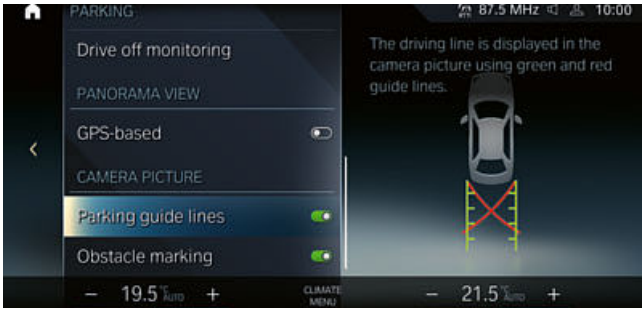 PARKING
87.5 MHz
10:00
Drive off monitoring
The driving line is displayed in the
camera picture using green and red
guide lines.
PANORAMA VIEW
GPS-based
CAMERA PICTURE
Parking guide lines
Obstacle marking
- 19.5 °C AUTO +
CLIMATE
MENU
- 21.5 °C AUTO +